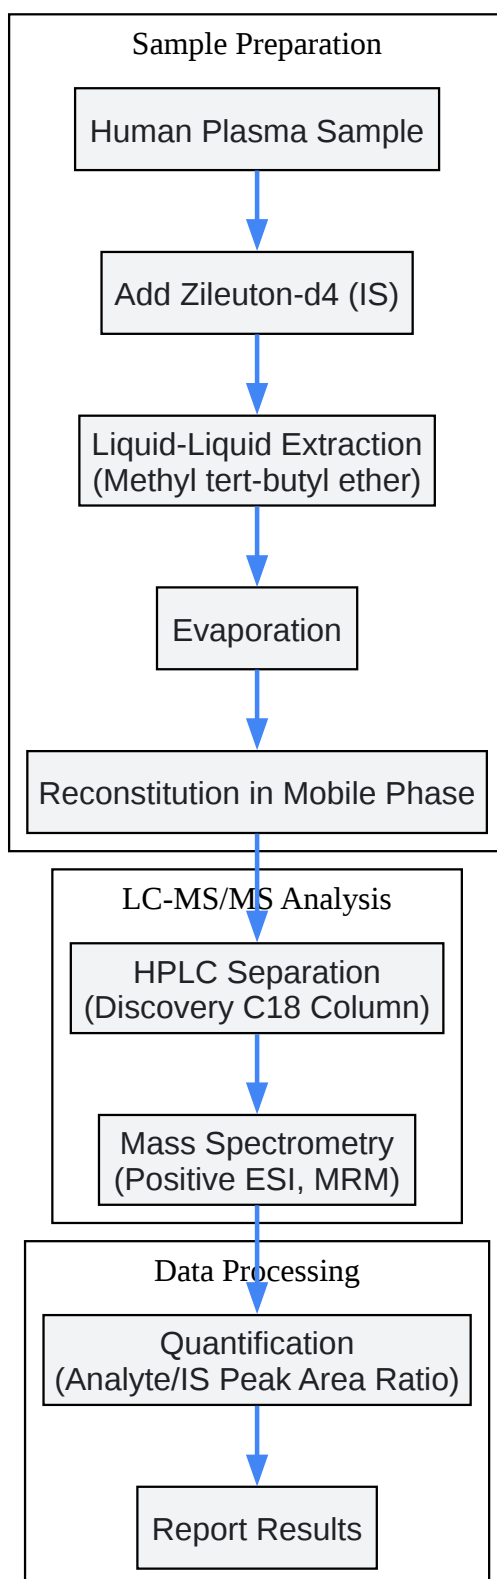 Sample Preparation
Human Plasma Sample
Add Zileuton-d4 (IS)
Liquid-Liquid Extraction
(Methyl tert-butyl ether)
Evaporation
Reconstitution in Mobile Phase
LC-MS/MS Analysis
HPLC Separation
(Discovery C18 Column)
Mass Spectrometry
(Positive ESI, MRM)
Data Processing
Quantification
(Analyte/IS Peak Area Ratio)
Report Results